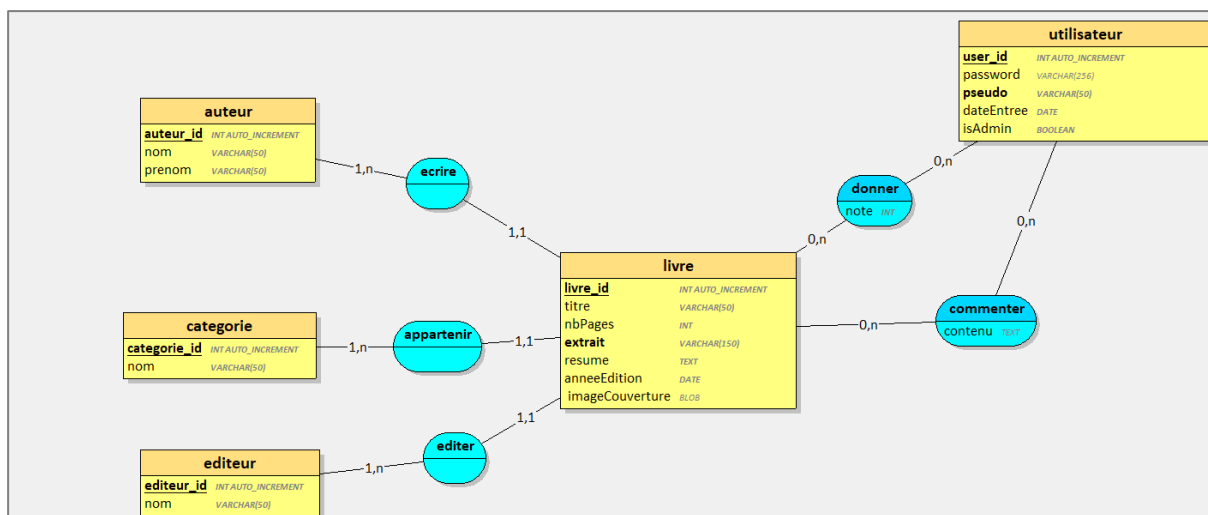 utilisateur
user_id INT AUTO_INCREMENT
password VARCHAR(256)
pseudo VARCHAR(50)
dateEntree DATE
isAdmin BOOLEAN
auteur
auteur_id INT AUTO_INCREMENT
nom VARCHAR(50)
prenom VARCHAR(50)
1,n
ecrire
1,1
0,n
donner
note INT
0,n
0,n
livre
livre_id INT AUTO_INCREMENT
titre VARCHAR(50)
nbPages INT
extrait VARCHAR(150)
resume TEXT
anneeEdition DATE
imageCouverture BLOB
0,n
commenter
contenu TEXT
categorie
categorie_id INT AUTO_INCREMENT
nom VARCHAR(50)
1,n
appartenir
1,1
editeur
editeur_id INT AUTO_INCREMENT
nom VARCHAR(50)
1,n
editer
1,1